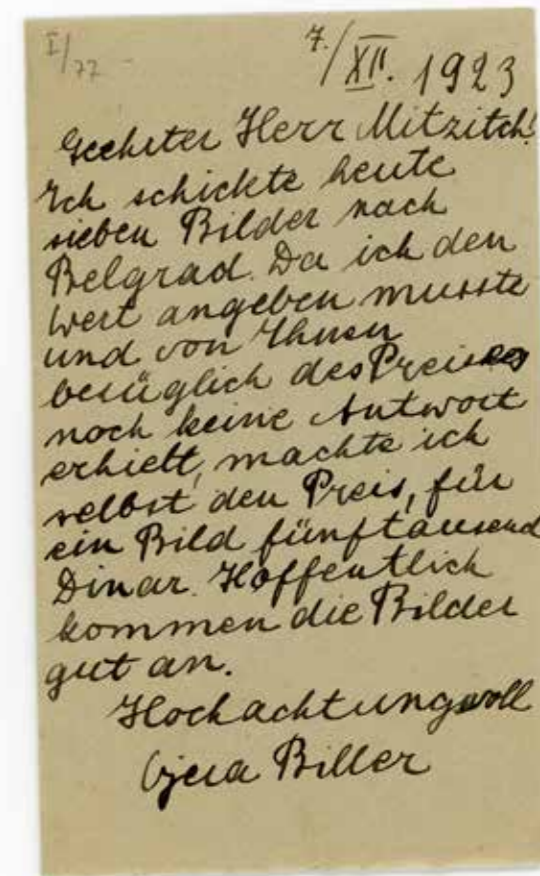 I/77 -
7./XII. 1923
Geehrter Herr Mitzitch!
Ich schickte heute
sieben Bilder nach
Belgrad. Da ich den
Wert angeben musste
und von Ihnen
bezüglich des Preises
noch keine Antwort
erhielt, machte ich
selbst den Preis, für
ein Bild fünftausend
Dinar. Hoffentlich
kommen die Bilder
gut an.
Hochachtungsvoll
Vjera Biller